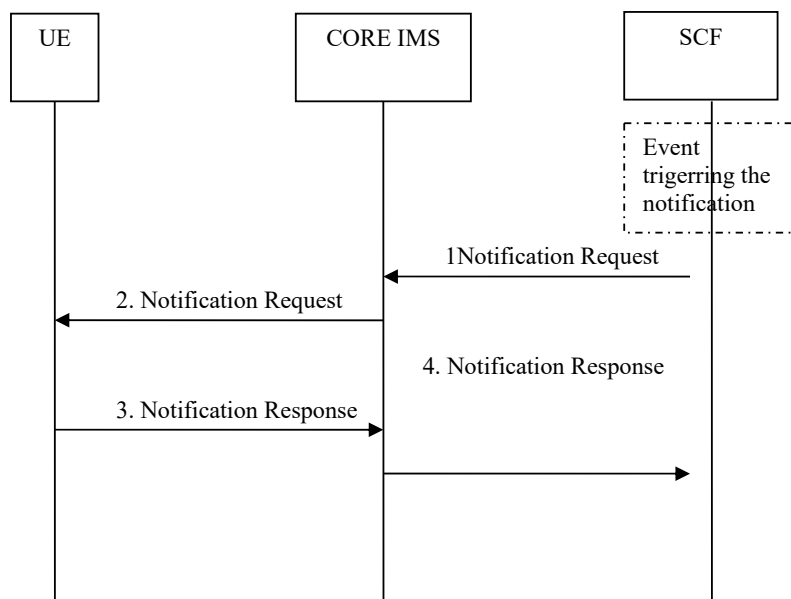 UE
CORE IMS
SCF
Event
trigerring the
notification
1Notification Request
2. Notification Request
4. Notification Response
3. Notification Response